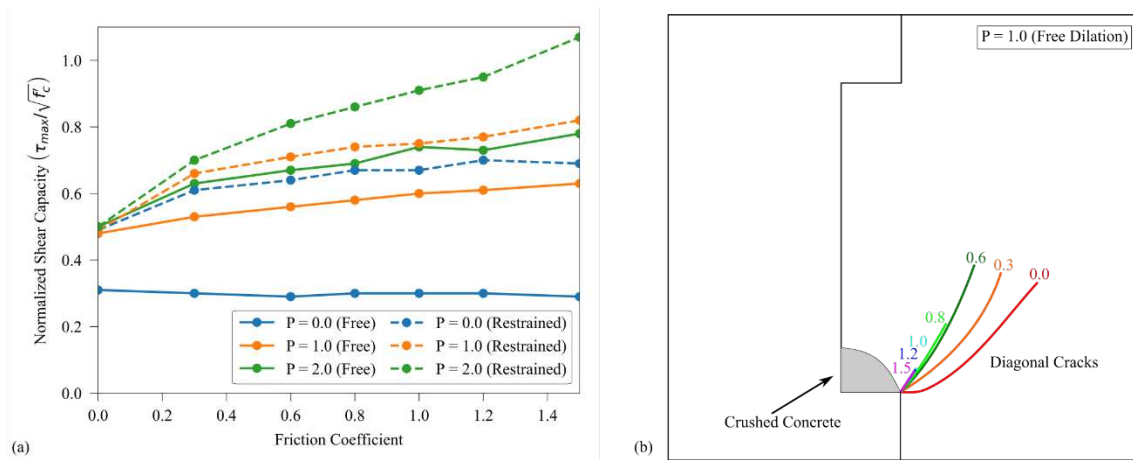 Normalized Shear Capacity (τmax/√f′c)
1.0
0.8
0.6
0.4
0.2
0.0
P = 0.0 (Free)
P = 1.0 (Free)
P = 2.0 (Free)
P = 0.0 (Restrained)
P = 1.0 (Restrained)
P = 2.0 (Restrained)
0.0 0.2 0.4 0.6 0.8 1.0 1.2 1.4
Friction Coefficient
(a)
P = 1.0 (Free Dilation)
0.6
0.3
0.0
0.8
1.0
1.2
1.5
Diagonal Cracks
Crushed Concrete
(b)